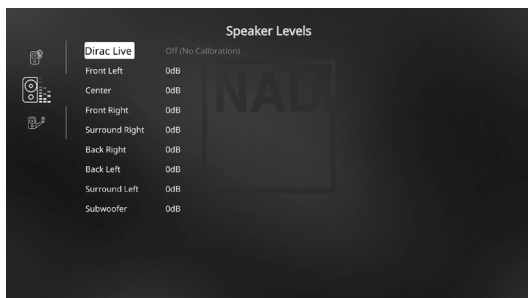 Speaker Levels
Dirac Live Off (No Calibration)
Front Left 0dB
Center 0dB
Front Right 0dB
Surround Right 0dB
Back Right 0dB
Back Left 0dB
Surround Left 0dB
Subwoofer 0dB
NAD